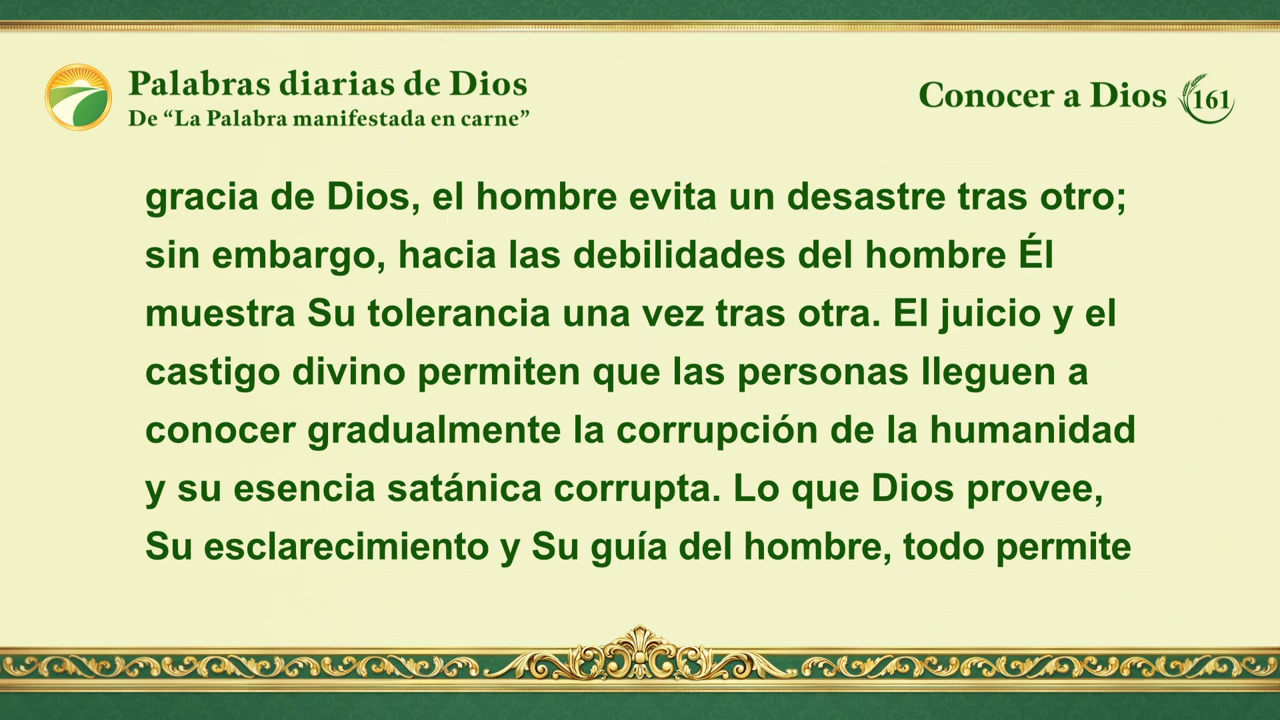 Palabras diarias de Dios
De “La Palabra manifestada en carne”
Conocer a Dios 161
gracia de Dios, el hombre evita un desastre tras otro;
sin embargo, hacia las debilidades del hombre Él
muestra Su tolerancia una vez tras otra. El juicio y el
castigo divino permiten que las personas lleguen a
conocer gradualmente la corrupción de la humanidad
y su esencia satánica corrupta. Lo que Dios provee,
Su esclarecimiento y Su guía del hombre, todo permite